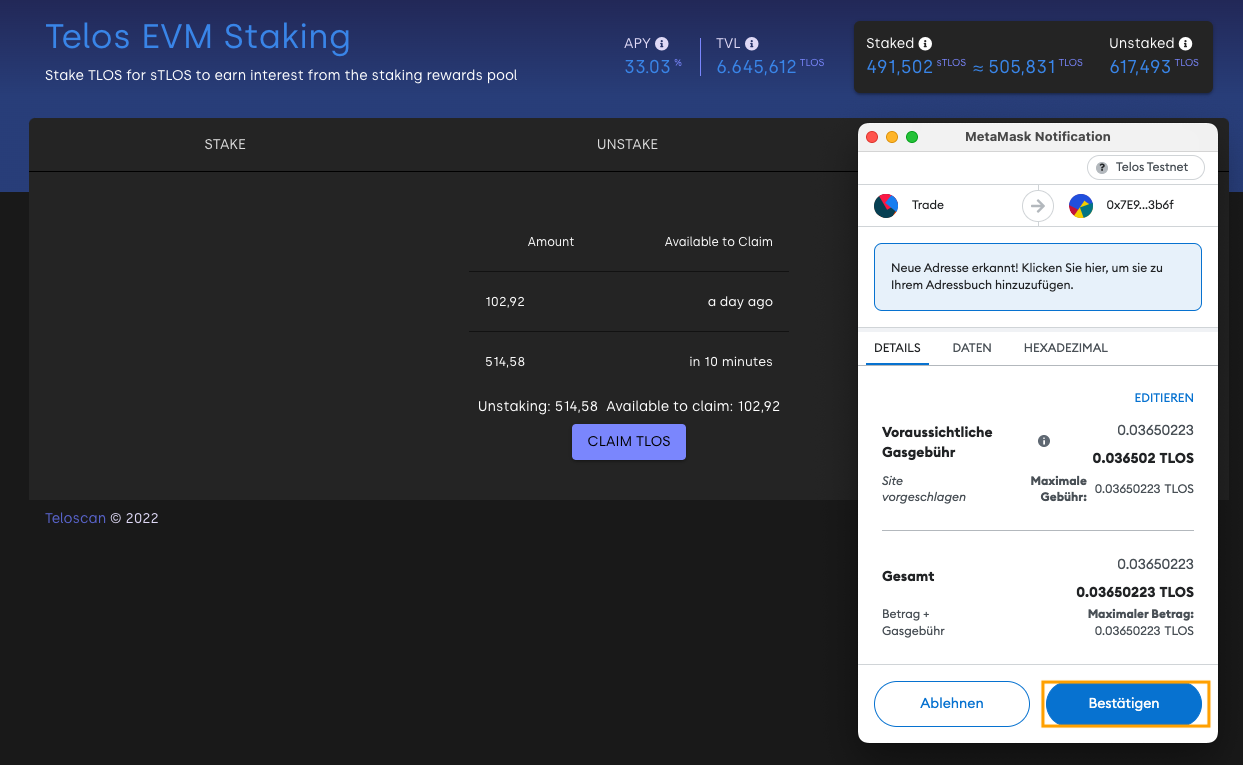 Telos EVM Staking
Stake TLOS for sTLOS to earn interest from the staking rewards pool
APY
33.03 %
TVL
6.645,612 TLOS
Staked
491,502 sTLOS ≈ 505,831 TLOS
Unstaked
617,493 TLOS
STAKE
UNSTAKE
Amount Available to Claim
102,92 a day ago
514,58 in 10 minutes
Unstaking: 514,58 Available to claim: 102,92
CLAIM TLOS
Teloscan © 2022
MetaMask Notification
Telos Testnet
Trade
0x7E9...3b6f
Neue Adresse erkannt! Klicken Sie hier, um sie zu
Ihrem Adressbuch hinzuzufügen.
DETAILS DATEN HEXADEZIMAL
EDITIEREN
Voraussichtliche
Gasgebühr
0.03650223
0.036502 TLOS
Site
vorgeschlagen
Maximale
Gebühr:
0.03650223 TLOS
Gesamt
0.03650223
0.03650223 TLOS
Betrag +
Gasgebühr
Maximaler Betrag:
0.03650223 TLOS
Ablehnen
Bestätigen